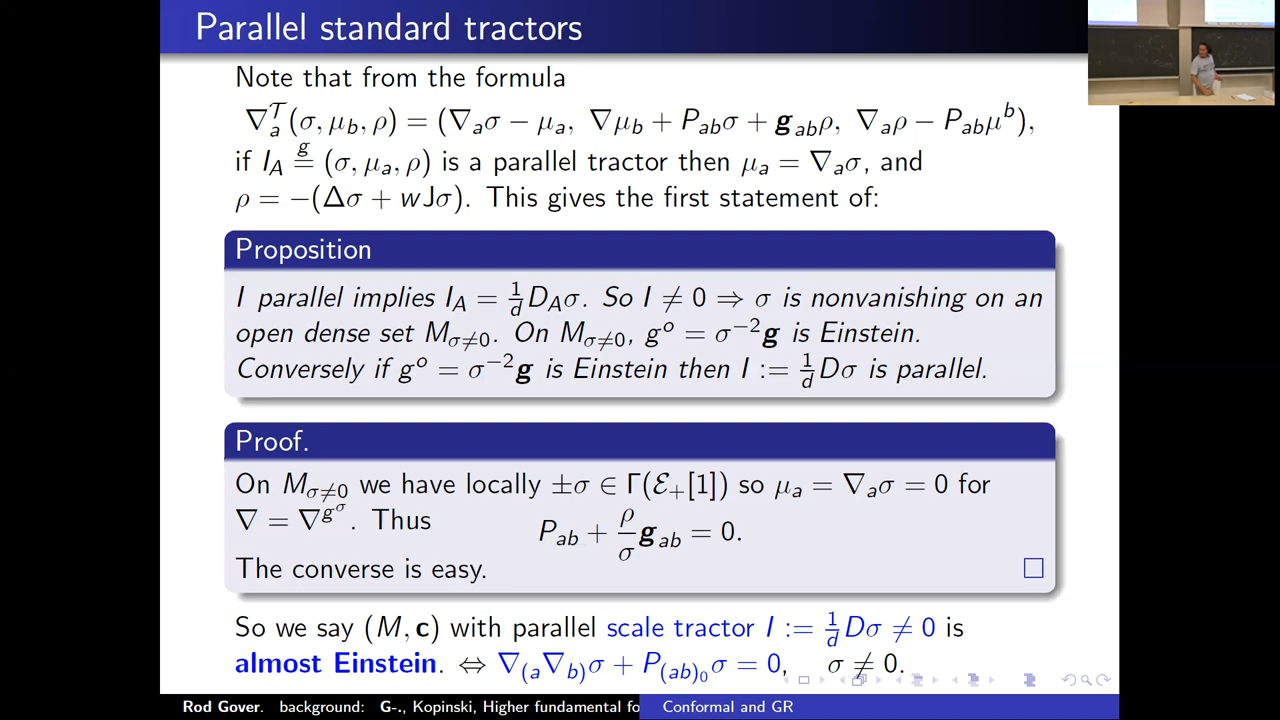 Parallel standard tractors
Note that from the formula
∇ₐᵀ(σ, μ_b, ρ) = (∇ₐσ − μₐ, ∇μ_b + P_{ab}σ + g_{ab}ρ, ∇ₐρ − P_{ab}μ^b),
if I_A =^g (σ, μₐ, ρ) is a parallel tractor then μₐ = ∇ₐσ, and
ρ = −(Δσ + wJσ). This gives the first statement of:
Proposition
I parallel implies I_A = 1/d D_Aσ. So I ≠ 0 ⇒ σ is nonvanishing on an
open dense set M_{σ≠0}. On M_{σ≠0}, g^o = σ^{−2}g is Einstein.
Conversely if g^o = σ^{−2}g is Einstein then I := 1/d Dσ is parallel.
Proof.
On M_{σ≠0} we have locally ±σ ∈ Γ(ℰ₊[1]) so μₐ = ∇ₐσ = 0 for
∇ = ∇^{g^σ}. Thus
P_{ab} + ρ/σ g_{ab} = 0.
The converse is easy. □
So we say (M, c) with parallel scale tractor I := 1/d Dσ ≠ 0 is
almost Einstein. ⇔ ∇_{(a}∇_{b)}σ + P_{(ab)₀}σ = 0, σ ≠ 0.
Rod Gover. background: G-., Kopinski, Higher fundamental fo Conformal and GR